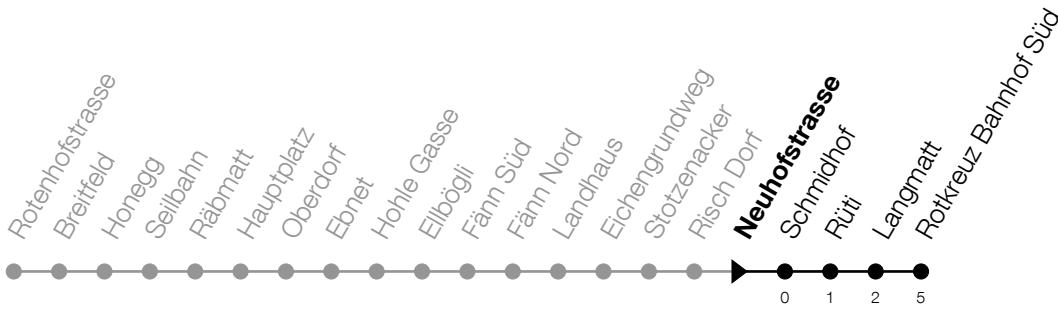 Rotenhofstrasse
Breitfeld
Honegg
Seilbahn
Räbmatt
Hauptplatz
Oberdorf
Ebnet
Hohle Gasse
Ellbögli
Fänn Süd
Fänn Nord
Landhaus
Eichengrundweg
Stotzenacker
Risch Dorf
Neuhofstrasse
Schmidhof
Rüti
Langmatt
Rotkreuz Bahnhof Süd
0 1 2 5